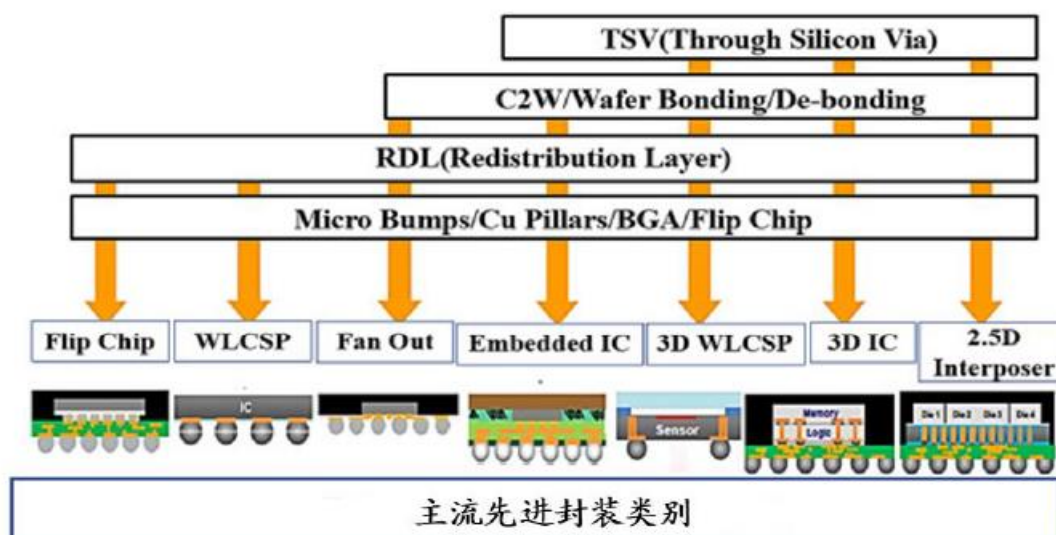 TSV(Through Silicon Via)
C2W/Wafer Bonding/De-bonding
RDL(Redistribution Layer)
Micro Bumps/Cu Pillars/BGA/Flip Chip
Flip Chip
WLCSP
Fan Out
Embedded IC
3D WLCSP
3D IC
2.5D
Interposer
IC
Sensor
Memory
Logic
Die 1
Die 2
Die 3
Die 4
主流先进封装类别